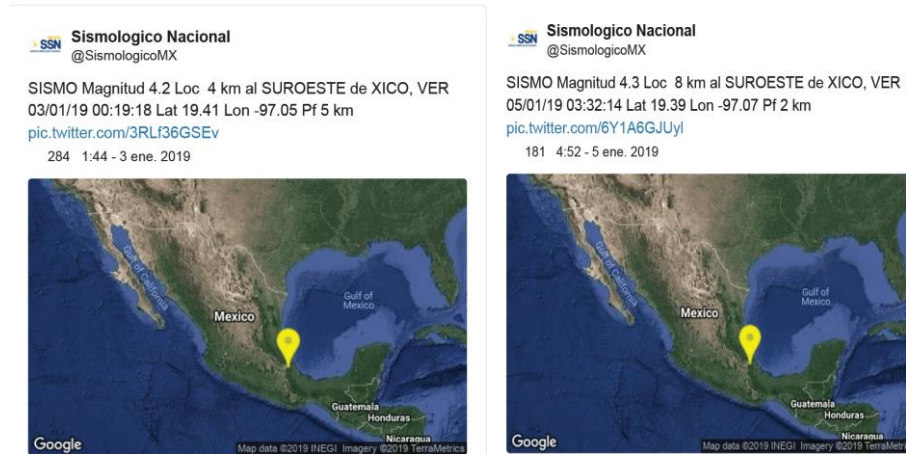 SSN
Sismologico Nacional
@SismologicoMX
SISMO Magnitud 4.2 Loc 4 km al SUROESTE de XICO, VER
03/01/19 00:19:18 Lat 19.41 Lon -97.05 Pf 5 km
pic.twitter.com/3RLf36GSEv
284 1:44 - 3 ene. 2019
Gulf of California
Gulf of
Mexico
Mexico
Guatemala
Honduras
Nicaragua
Google
Map data ©2019 INEGI Imagery ©2019 TerraMetrics
SSN
Sismologico Nacional
@SismologicoMX
SISMO Magnitud 4.3 Loc 8 km al SUROESTE de XICO, VER
05/01/19 03:32:14 Lat 19.39 Lon -97.07 Pf 2 km
pic.twitter.com/6Y1A6GJUyl
181 4:52 - 5 ene. 2019
Gulf of California
Gulf of
Mexico
Mexico
Guatemala
Honduras
Nicaragua
Google
Map data ©2019 INEGI Imagery ©2019 TerraMetri